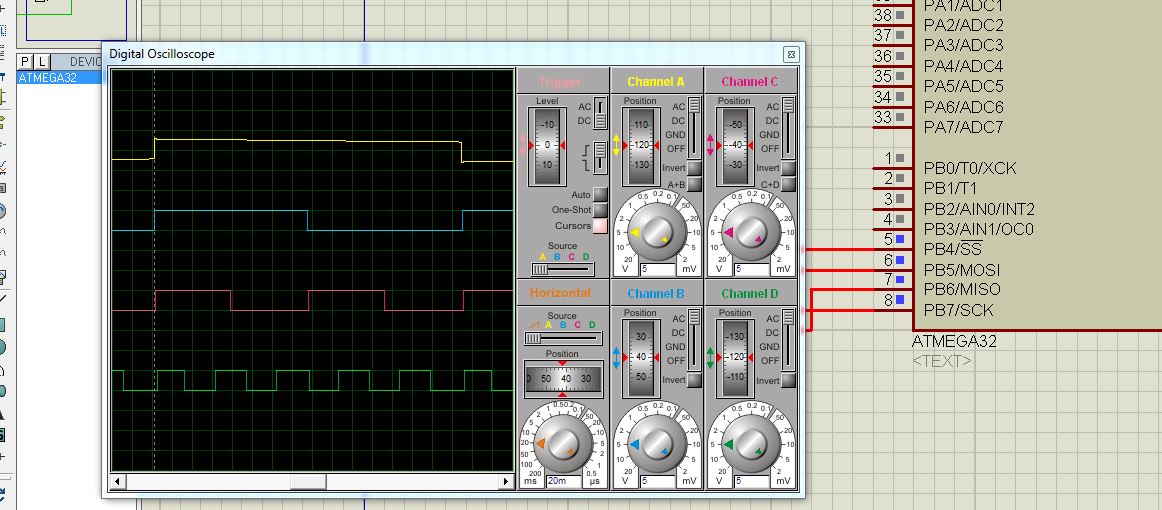 P L DEVIC
ATMEGA32
Digital Oscilloscope
Trigger
Level
-10
0
10
AC
DC
Auto
One-Shot
Cursors
Source
A B C D
Channel A
Position
110
120
130
AC
DC
GND
OFF
Invert
A+B
V 5 mV
Channel C
Position
-50
-40
-30
AC
DC
GND
OFF
Invert
C+D
V 5 mV
Horizontal
Source
A B C D
Position
50 40 30
ms 20m µs
Channel B
Position
30
40
50
AC
DC
GND
OFF
Invert
V 5 mV
Channel D
Position
-130
-120
-110
AC
DC
GND
OFF
Invert
V 5 mV
PA1/ADC1
38 PA2/ADC2
37 PA3/ADC3
36 PA4/ADC4
35 PA5/ADC5
34 PA6/ADC6
33 PA7/ADC7
1 PB0/T0/XCK
2 PB1/T1
3 PB2/AIN0/INT2
4 PB3/AIN1/OC0
5 PB4/SS
6 PB5/MOSI
7 PB6/MISO
8 PB7/SCK
ATMEGA32
<TEXT>